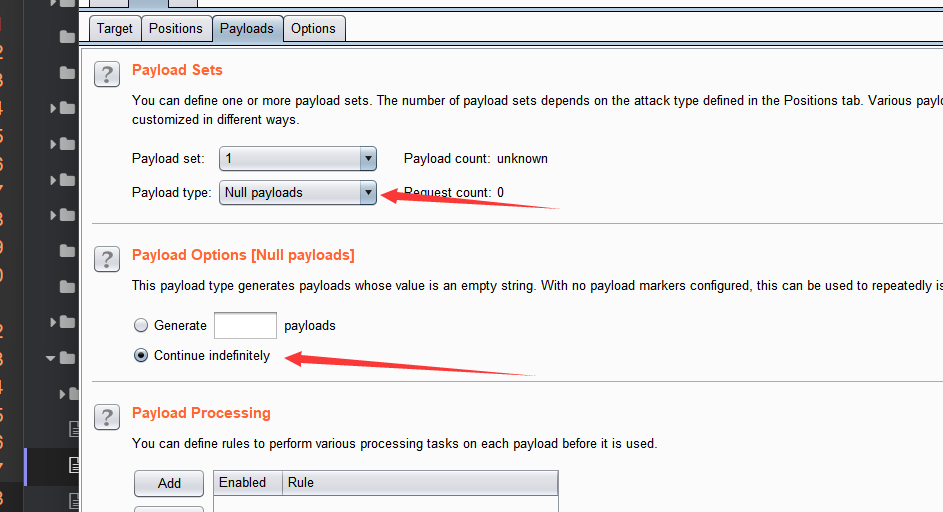 Target Positions Payloads Options
Payload Sets
You can define one or more payload sets. The number of payload sets depends on the attack type defined in the Positions tab. Various
customized in different ways.
Payload set: 1 Payload count: unknown
Payload type: Null payloads Request count: 0
Payload Options [Null payloads]
This payload type generates payloads whose value is an empty string. With no payload markers configured, this can be used to repeatedly
Generate payloads
Continue indefinitely
Payload Processing
You can define rules to perform various processing tasks on each payload before it is used.
Add Enabled Rule